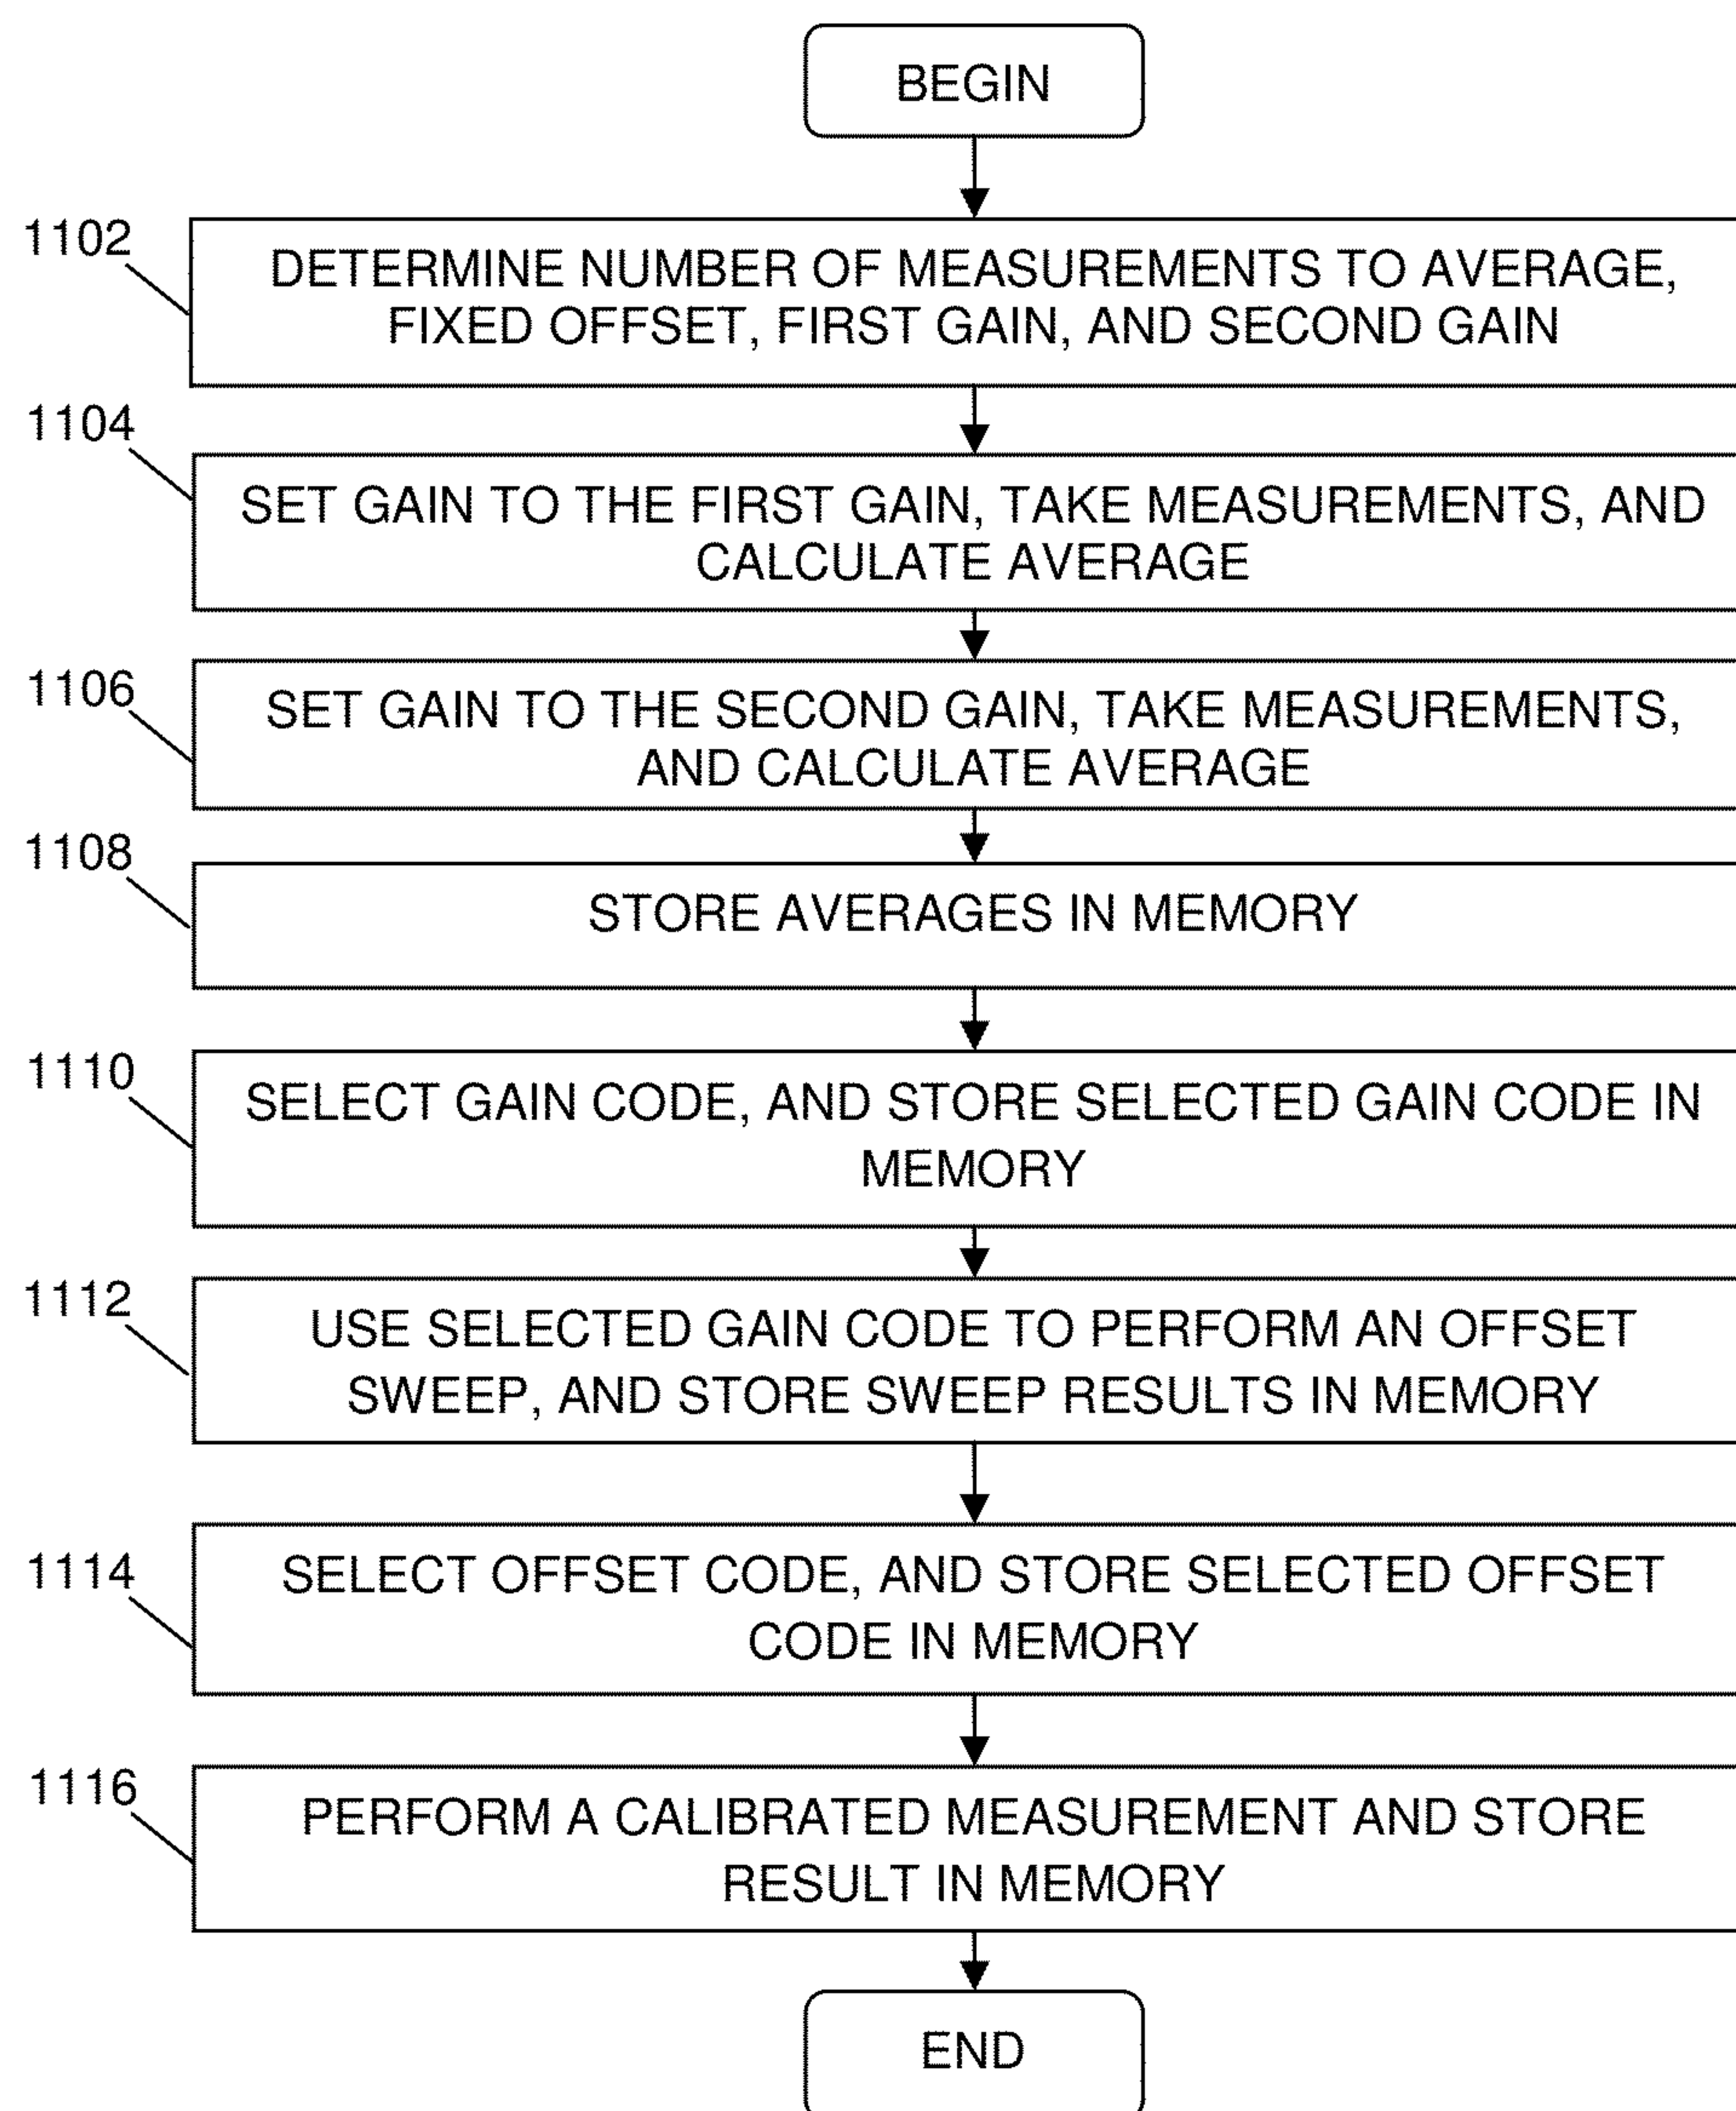 BEGIN
1102
DETERMINE NUMBER OF MEASUREMENTS TO AVERAGE,
FIXED OFFSET, FIRST GAIN, AND SECOND GAIN
1104
SET GAIN TO THE FIRST GAIN, TAKE MEASUREMENTS, AND
CALCULATE AVERAGE
1106
SET GAIN TO THE SECOND GAIN, TAKE MEASUREMENTS,
AND CALCULATE AVERAGE
1108
STORE AVERAGES IN MEMORY
1110
SELECT GAIN CODE, AND STORE SELECTED GAIN CODE IN
MEMORY
1112
USE SELECTED GAIN CODE TO PERFORM AN OFFSET
SWEEP, AND STORE SWEEP RESULTS IN MEMORY
1114
SELECT OFFSET CODE, AND STORE SELECTED OFFSET
CODE IN MEMORY
1116
PERFORM A CALIBRATED MEASUREMENT AND STORE
RESULT IN MEMORY
END